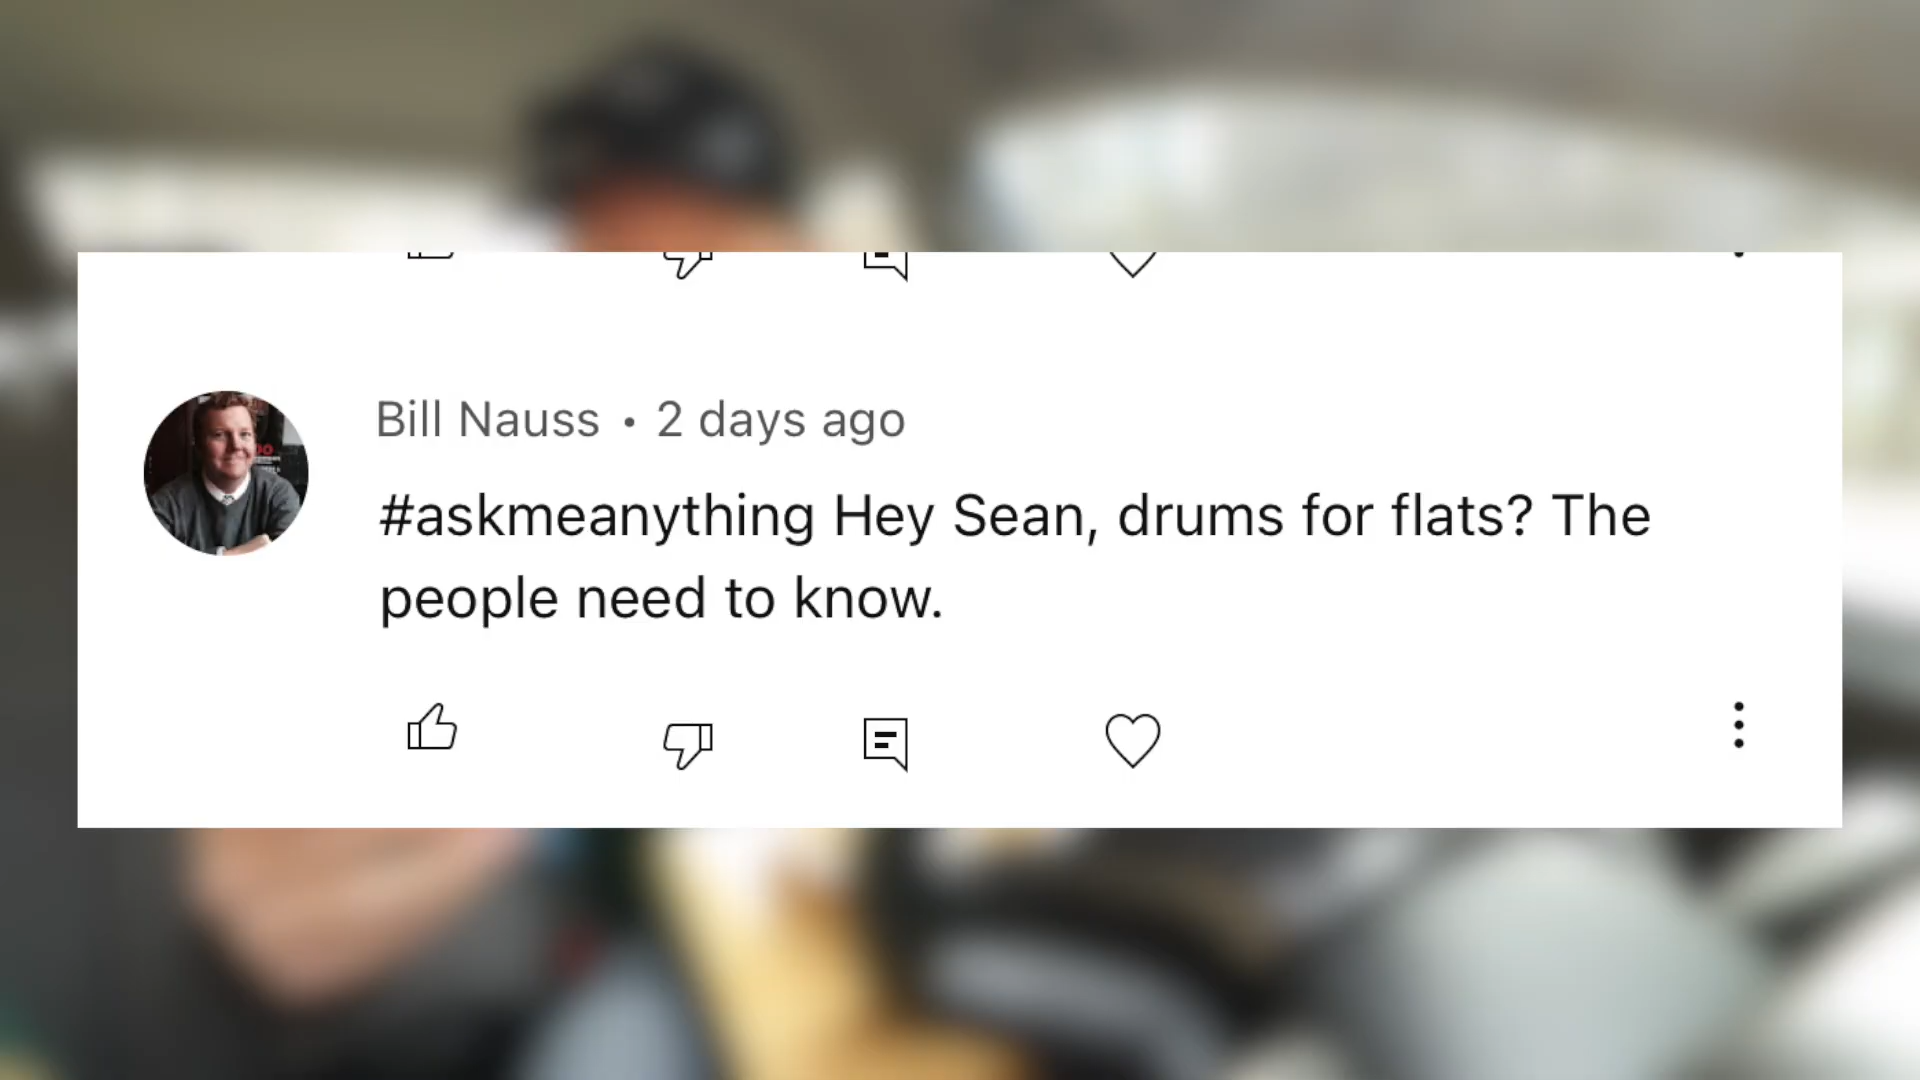 Bill Nauss • 2 days ago
#askmeanything Hey Sean, drums for flats? The
people need to know.